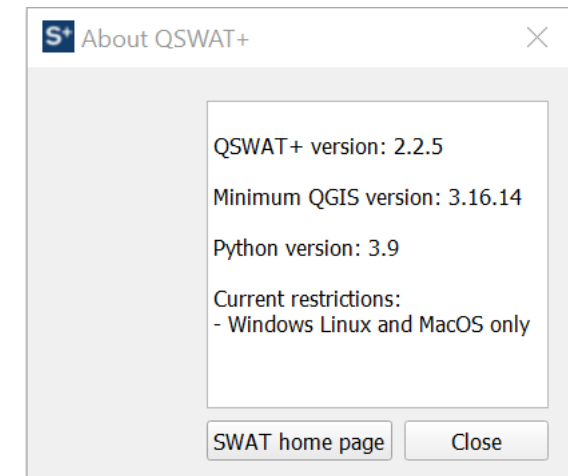 S+ About QSWAT+
QSWAT+ version: 2.2.5
Minimum QGIS version: 3.16.14
Python version: 3.9
Current restrictions:
- Windows Linux and MacOS only
SWAT home page Close